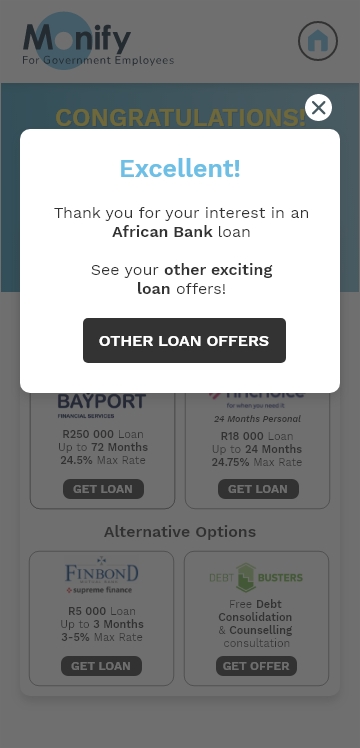 Monify
For Government Employees
CONGRATULATIONS!
Excellent!
Thank you for your interest in an
African Bank loan
See your other exciting
loan offers!
OTHER LOAN OFFERS
BAYPORT
FINANCIAL SERVICES
for when you need it.
24 Months Personal
R250 000 Loan
Up to 72 Months
24.5% Max Rate
R18 000 Loan
Up to 24 Months
24.75% Max Rate
GET LOAN
GET LOAN
Alternative Options
FINBOND
supreme finance
R5 000 Loan
Up to 3 Months
3-5% Max Rate
GET LOAN
DEBT BUSTERS
Free Debt
Consolidation
& Counselling
consultation
GET OFFER